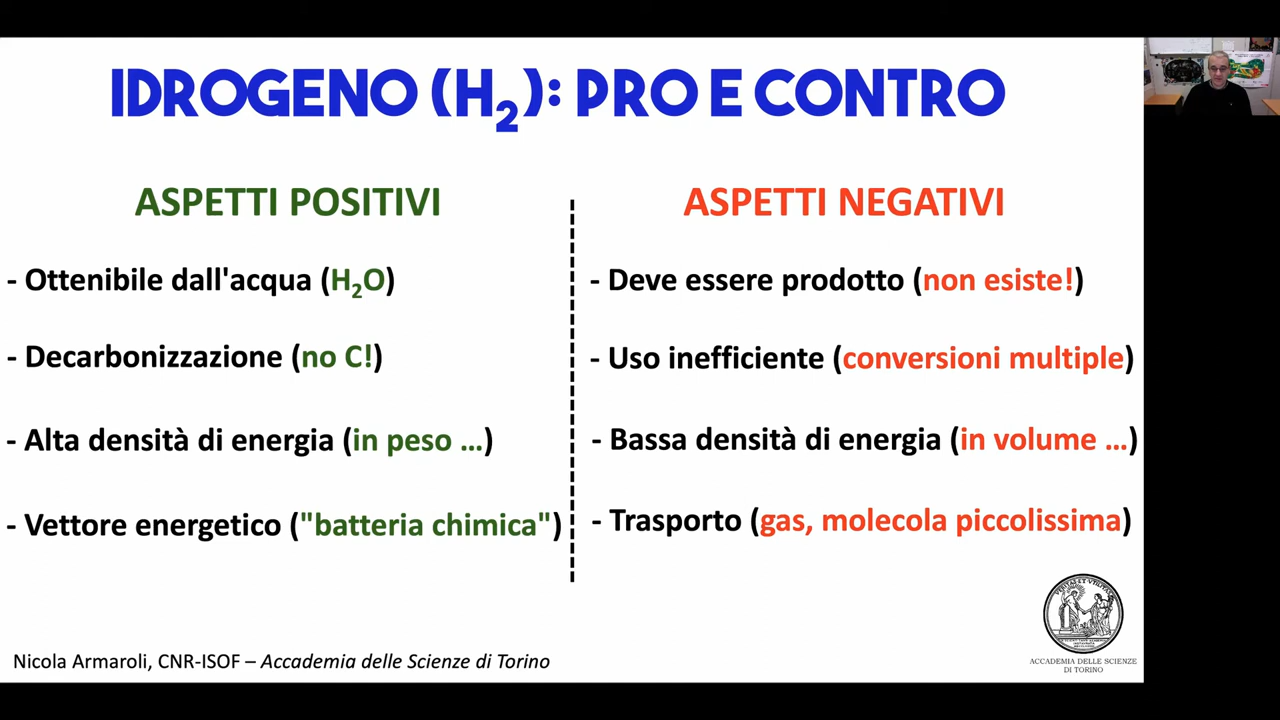 IDROGENO (H2): PRO E CONTRO
ASPETTI POSITIVI
- Ottenibile dall'acqua (H2O)
- Decarbonizzazione (no C!)
- Alta densità di energia (in peso ...)
- Vettore energetico ("batteria chimica")
ASPETTI NEGATIVI
- Deve essere prodotto (non esiste!)
- Uso inefficiente (conversioni multiple)
- Bassa densità di energia (in volume ...)
- Trasporto (gas, molecola piccolissima)
Nicola Armaroli, CNR-ISOF – Accademia delle Scienze di Torino
VERITAS ET UTILITAS
ACCADEMIA DELLE SCIENZE
DI TORINO